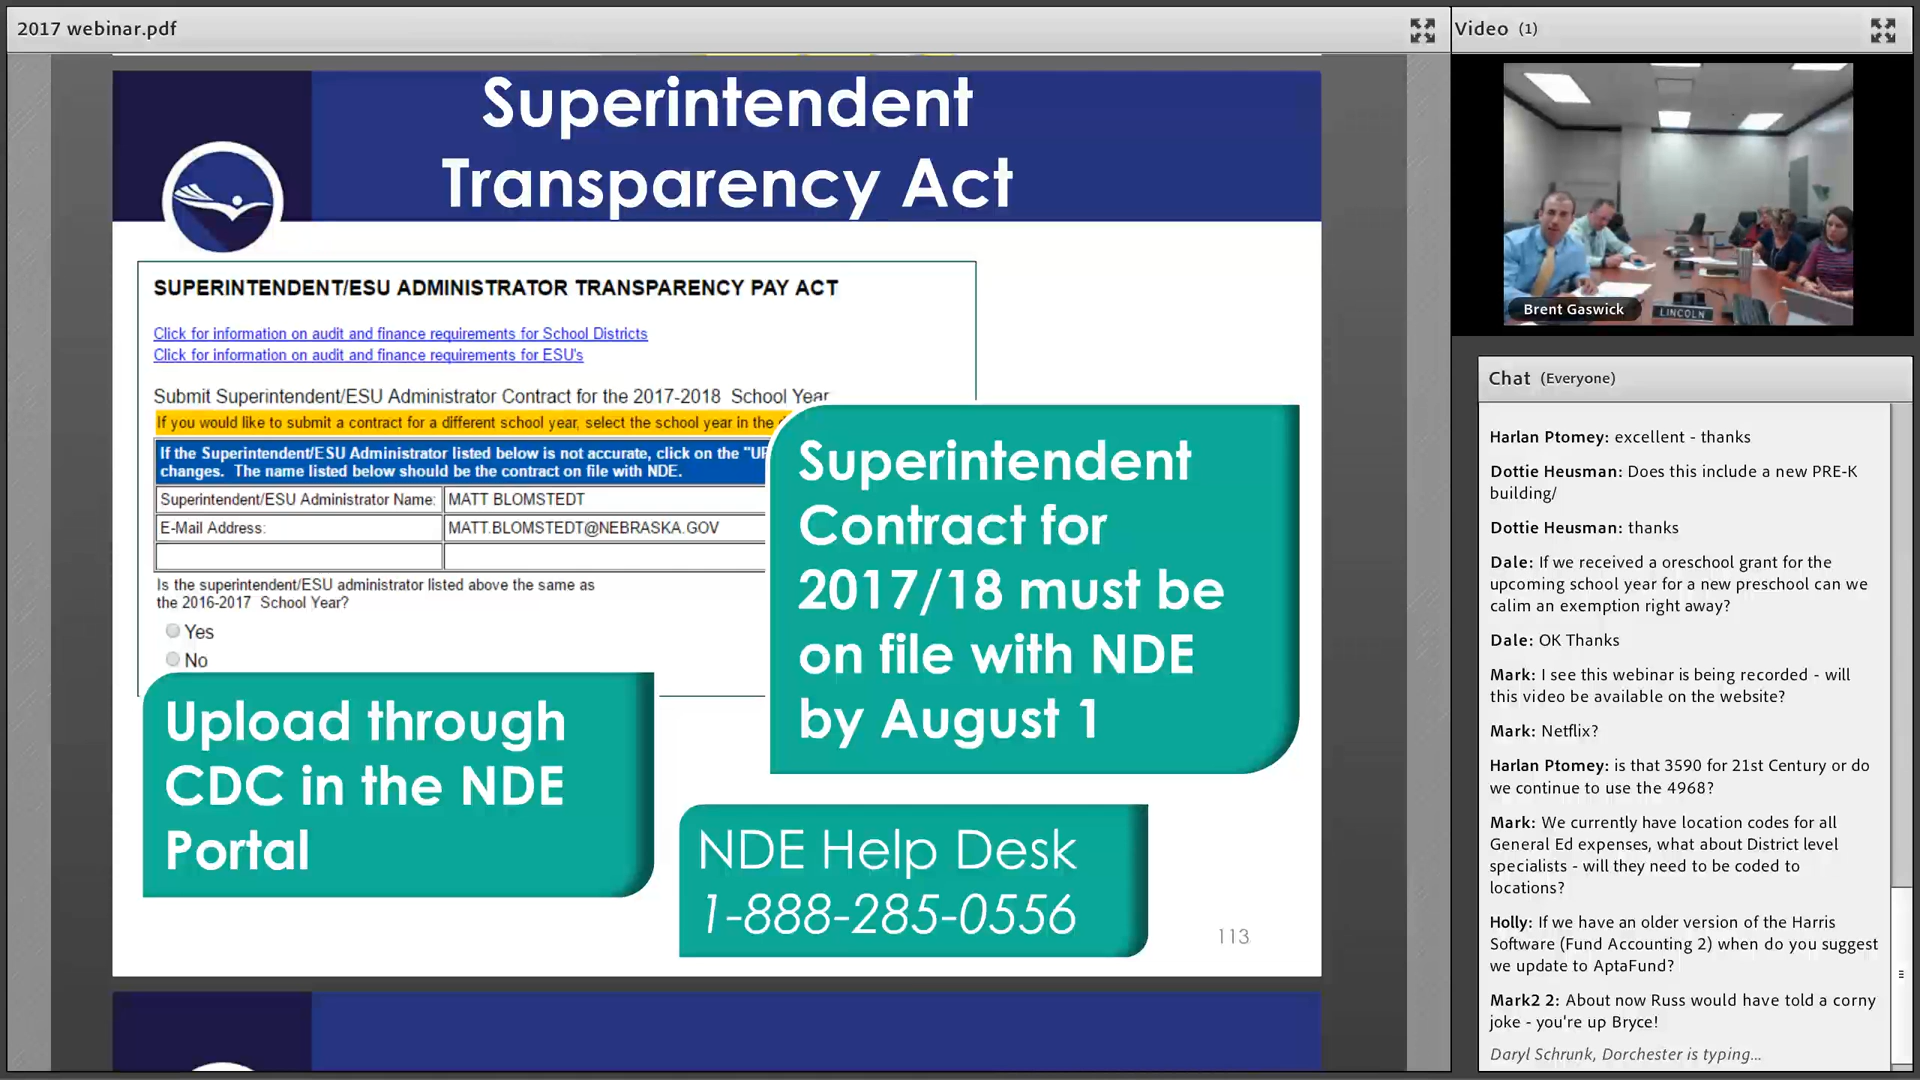 2017 webinar.pdf
Superintendent
Transparency Act
SUPERINTENDENT/ESU ADMINISTRATOR TRANSPARENCY PAY ACT
Click for information on audit and finance requirements for School Districts
Click for information on audit and finance requirements for ESU's
Submit Superintendent/ESU Administrator Contract for the 2017-2018 School Year
If you would like to submit a contract for a different school year, select the school year in the
If the Superintendent/ESU Administrator listed below is not accurate, click on the "UP
changes. The name listed below should be the contract on file with NDE.
Superintendent/ESU Administrator Name: MATT BLOMSTEDT
E-Mail Address: MATT.BLOMSTEDT@NEBRASKA.GOV
Is the superintendent/ESU administrator listed above the same as
the 2016-2017 School Year?
Yes
No
Superintendent
Contract for
2017/18 must be
on file with NDE
by August 1
Upload through
CDC in the NDE
Portal
NDE Help Desk
1-888-285-0556
113
Video (1)
Brent Gaswick
LINCOLN
Chat (Everyone)
Harlan Ptomey: excellent - thanks
Dottie Heusman: Does this include a new PRE-K
building/
Dottie Heusman: thanks
Dale: If we received a oreschool grant for the
upcoming school year for a new preschool can we
calim an exemption right away?
Dale: OK Thanks
Mark: I see this webinar is being recorded - will
this video be available on the website?
Mark: Netflix?
Harlan Ptomey: is that 3590 for 21st Century or do
we continue to use the 4968?
Mark: We currently have location codes for all
General Ed expenses, what about District level
specialists - will they need to be coded to
locations?
Holly: If we have an older version of the Harris
Software (Fund Accounting 2) when do you suggest
we update to AptaFund?
Mark2 2: About now Russ would have told a corny
joke - you're up Bryce!
Daryl Schrunk, Dorchester is typing...